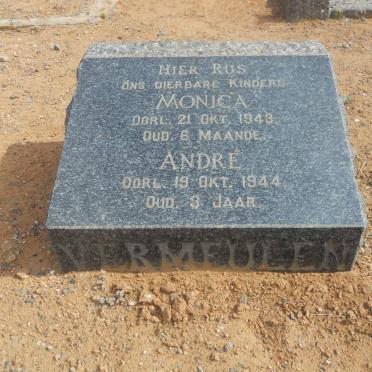 HIER RUS
ONS DIERBARE KINDERS
MONICA
OORL. 21 OKT. 1943.
OUD. 6 MAANDE.
ANDRÉ
OORL. 19 OKT. 1944.
OUD. 3 JAAR.
VERMEULEN